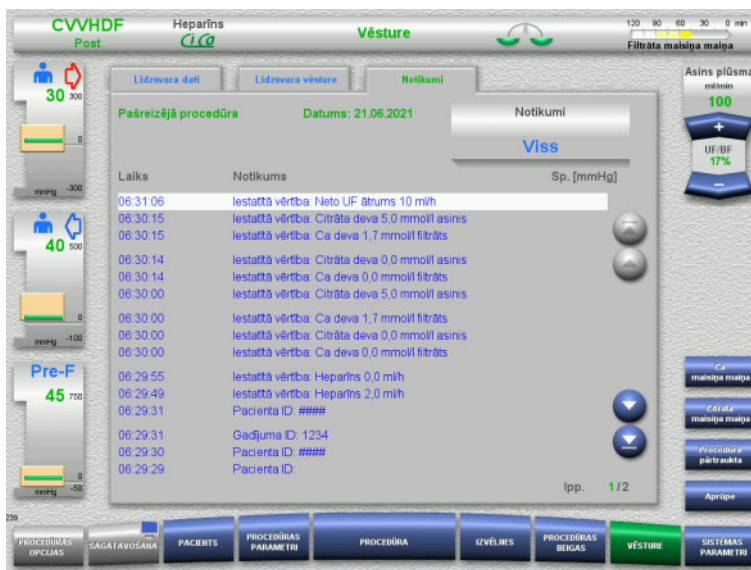 CVVHDF
Post
Heparīns
Ci Ca
Vēsture
120 90 60 30 0 min
Filtrāta maisiņa maiņa
30 300
0
mmHg -300
40 500
0
mmHg -100
Pre-F
45 750
0
mmHg -50
Līdzsvara dati
Līdzsvara vēsture
Notikumi
Pašreizējā procedūra
Datums: 21.06.2021
Notikumi
Viss
Laiks Notikums Sp. [mmHg]
06:31:06 Iestatītā vērtība: Neto UF ātrums 10 ml/h
06:30:15 Iestatītā vērtība: Citrāta deva 5,0 mmol/l asinis
06:30:15 Iestatītā vērtība: Ca deva 1,7 mmol/l filtrāts
06:30:14 Iestatītā vērtība: Citrāta deva 0,0 mmol/l asinis
06:30:14 Iestatītā vērtība: Ca deva 0,0 mmol/l filtrāts
06:30:00 Iestatītā vērtība: Citrāta deva 5,0 mmol/l asinis
06:30:00 Iestatītā vērtība: Ca deva 1,7 mmol/l filtrāts
06:30:00 Iestatītā vērtība: Citrāta deva 0,0 mmol/l asinis
06:30:00 Iestatītā vērtība: Ca deva 0,0 mmol/l filtrāts
06:29:55 Iestatītā vērtība: Heparīns 0,0 ml/h
06:29:49 Iestatītā vērtība: Heparīns 2,0 ml/h
06:29:31 Pacienta ID: ####
06:29:31 Gadījuma ID: 1234
06:29:30 Pacienta ID: ####
06:29:29 Pacienta ID:
lpp. 1/2
Asins plūsma
ml/min
100
+
UF/BF
17%
−
Ca
maisiņa maiņa
Citrāta
maisiņa maiņa
Procedūra
pārtraukta
Aprūpe
239
PROCEDŪRAS
OPCIJAS
SAGATAVOŠANA
PACIENTS
PROCEDŪRAS
PARAMETRI
PROCEDŪRA
IZVĒLNES
PROCEDŪRAS
BEIGAS
VĒSTURE
SISTĒMAS
PARAMETRI